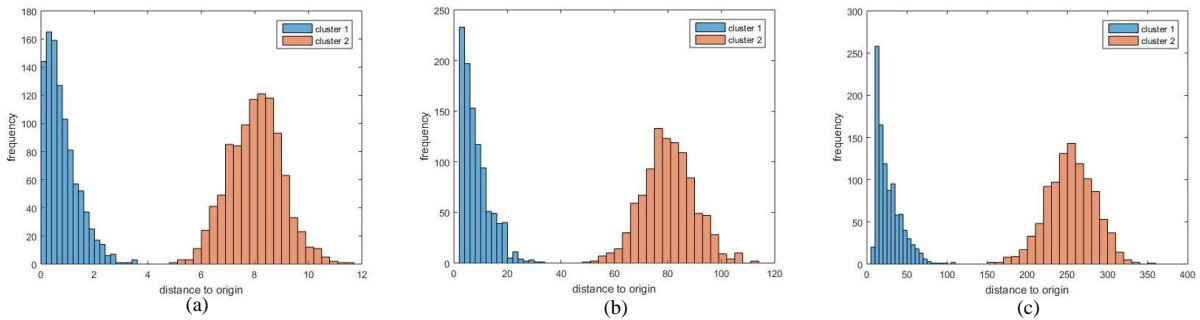 180
160
140
120
100
80
60
40
20
0
frequency
0 2 4 6 8 10 12
distance to origin
cluster 1
cluster 2
(a)
250
200
150
100
50
0
frequency
0 20 40 60 80 100 120
distance to origin
cluster 1
cluster 2
(b)
300
250
200
150
100
50
0
frequency
0 50 100 150 200 250 300 350 400
distance to origin
cluster 1
cluster 2
(c)